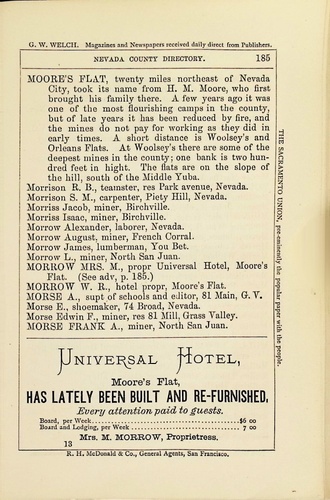 G. W. WELCH. Magazines and Newspapers received daily direct from Publishers.
NEVADA COUNTY DIRECTORY. 185
MOORE'S FLAT, twenty miles northeast of Nevada
City, took its name from H. M. Moore, who first
brought his family there. A few years ago it was
one of the most flourishing camps in the county,
but of late years it has been reduced by fire, and
the mines do not pay for working as they did in
early times. A short distance is Woolsey's and
Orleans Flats. At Woolsey's there are some of the
deepest mines in the county; one bank is two hun-
dred feet in hight. The flats are on the slope of
the hill, south of the Middle Yuba.
Morrison R. B., teamster, res Park avenue, Nevada.
Morrison S. M., carpenter, Piety Hill, Nevada.
Morriss Jacob, miner, Birchville.
Morriss Isaac, miner, Birchville.
Morrow Alexander, laborer, Nevada.
Morrow August, miner, French Corral.
Morrow James, lumberman, You Bet.
Morrow L., miner, North San Juan.
MORROW MRS. M., propr Universal Hotel, Moore's
Flat. (See adv, p. 185.)
MORROW W. R., hotel propr, Moore's Flat.
MORSE A., supt of schools and editor, 81 Main, G. V.
Morse E., shoemaker, 74 Broad, Nevada.
Morse Edwin F., miner, res 81 Mill, Grass Valley.
MORSE FRANK A., miner, North San Juan.
THE SACRAMENTO UNION, pre-eminently the popular paper with the people.
UNIVERSAL HOTEL,
Moore's Flat,
HAS LATELY BEEN BUILT AND RE-FURNISHED,
Every attention paid to guests.
Board, per Week $6 00
Board and Lodging, per Week 7 00
Mrs. M. MORROW, Proprietress.
13
R. H. McDonald & Co., General Agents, San Francisco.